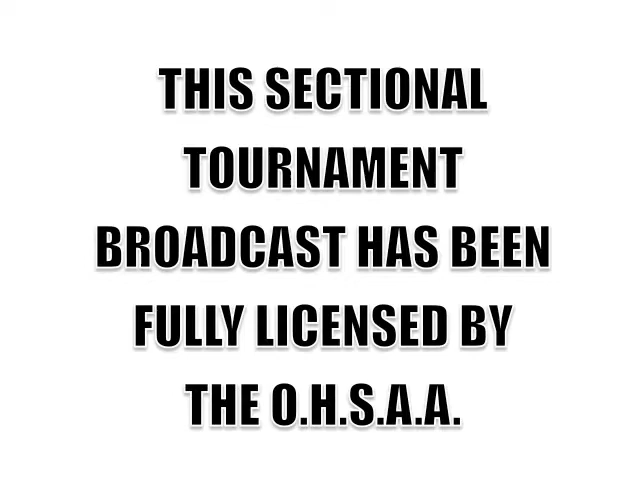 THIS SECTIONAL
TOURNAMENT
BROADCAST HAS BEEN
FULLY LICENSED BY
THE O.H.S.A.A.